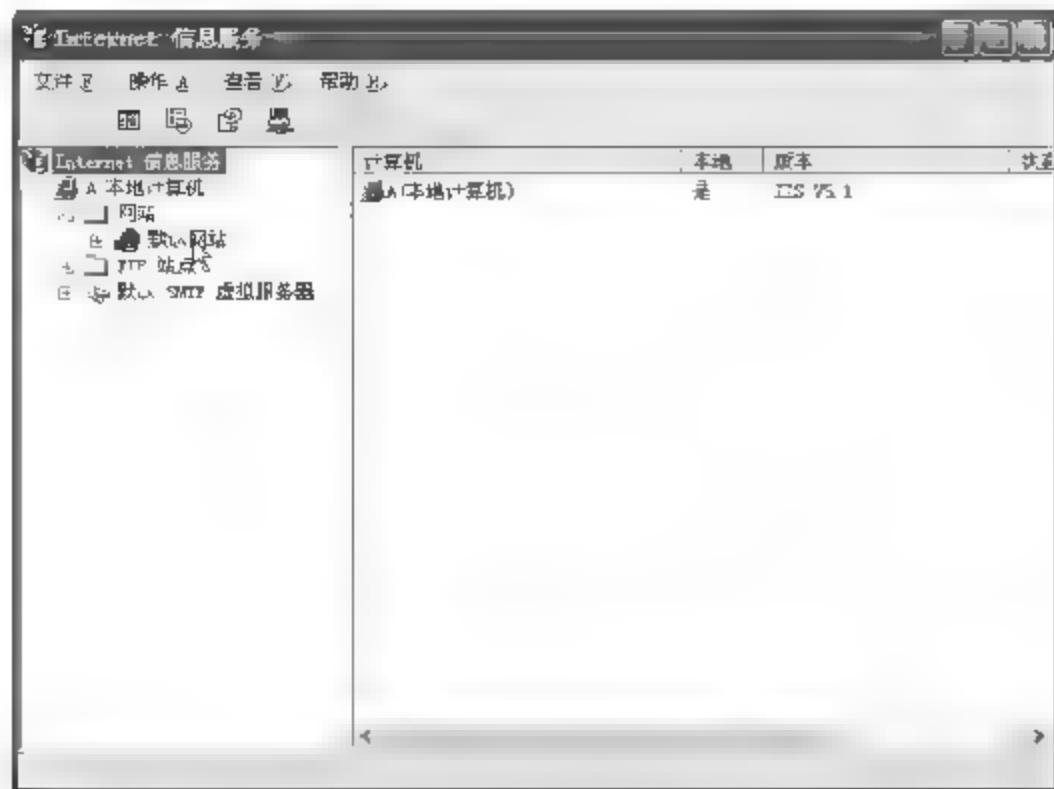 Internet 信息服务
文件 F 操作 A 查看 V 帮助 H
Internet 信息服务
A 本地计算机
网站
默认网站
FTP 站点
默认 SMTP 虚拟服务器
计算机 本地 版本
A(本地计算机) 是 IIS V5.1